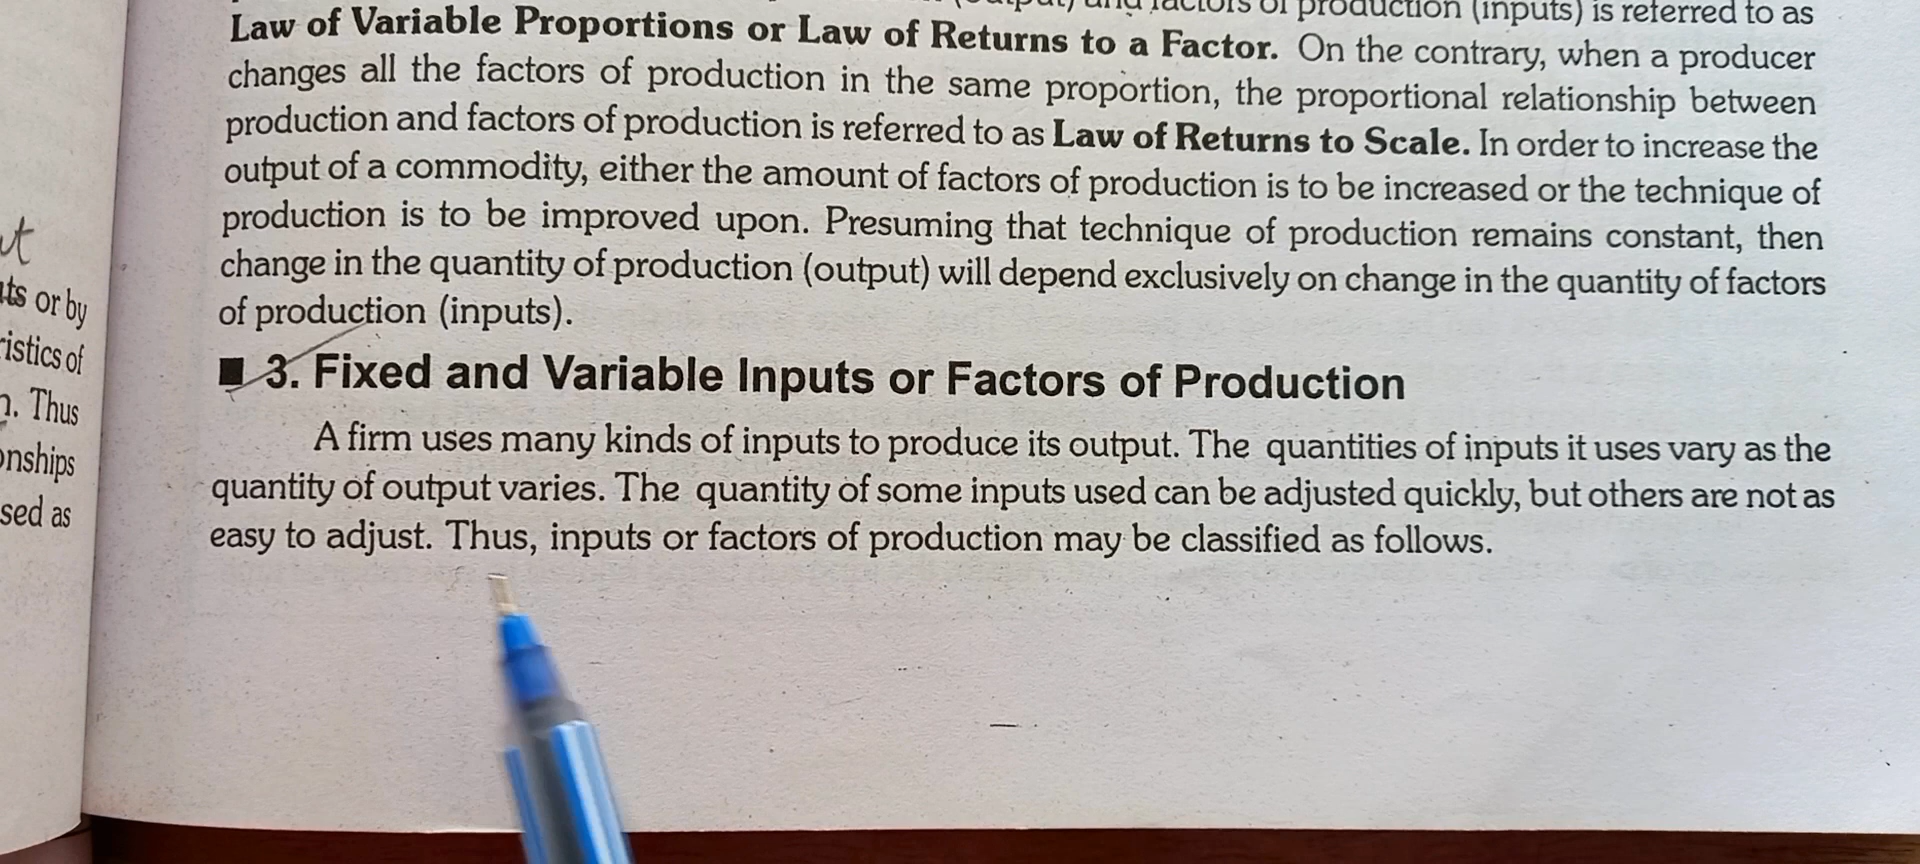 factors of production (inputs) is referred to as
Law of Variable Proportions or Law of Returns to a Factor. On the contrary, when a producer
changes all the factors of production in the same proportion, the proportional relationship between
production and factors of production is referred to as Law of Returns to Scale. In order to increase the
output of a commodity, either the amount of factors of production is to be increased or the technique of
production is to be improved upon. Presuming that technique of production remains constant, then
change in the quantity of production (output) will depend exclusively on change in the quantity of factors
of production (inputs).
■ 3. Fixed and Variable Inputs or Factors of Production
A firm uses many kinds of inputs to produce its output. The quantities of inputs it uses vary as the
quantity of output varies. The quantity of some inputs used can be adjusted quickly, but others are not as
easy to adjust. Thus, inputs or factors of production may be classified as follows.
or by
of
Thus
sed as